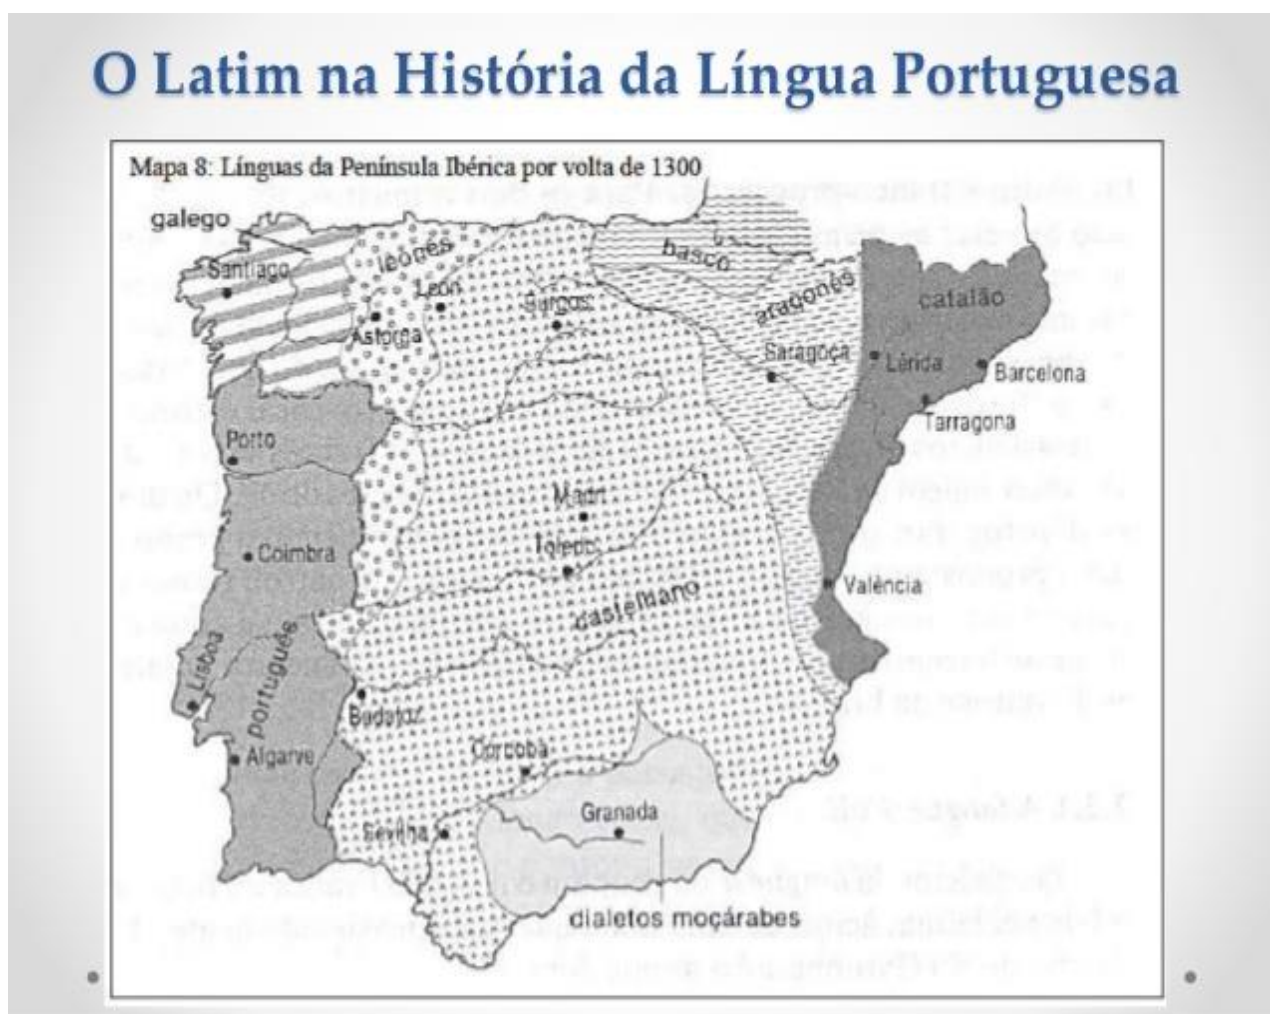 O Latim na História da Língua Portuguesa
Mapa 8: Línguas da Península Ibérica por volta de 1300
galego
leonês
basco
Santiago
León
Burgos
aragonês
catalão
Astorga
Saragoça
Lérida
Barcelona
Tarragona
Porto
Madri
Toledo
Coimbra
Valência
castelhano
Lisboa
português
Badajoz
Algarve
Córcoba
Granada
Sevilha
dialetos moçárabes